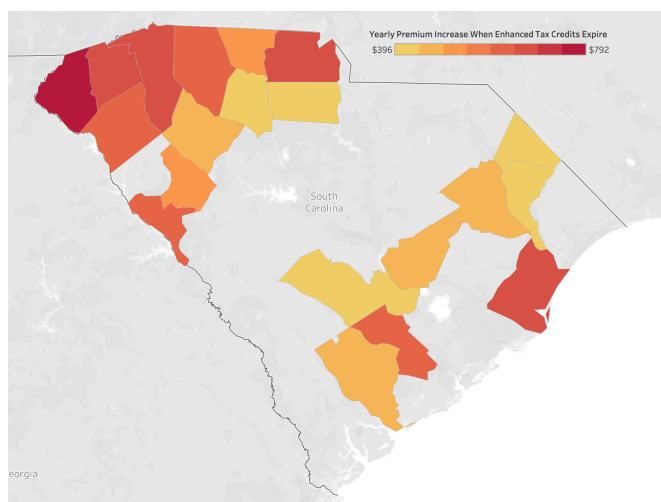 Yearly Premium Increase When Enhanced Tax Credits Expire
$396 $792
South
Carolina
eorgia